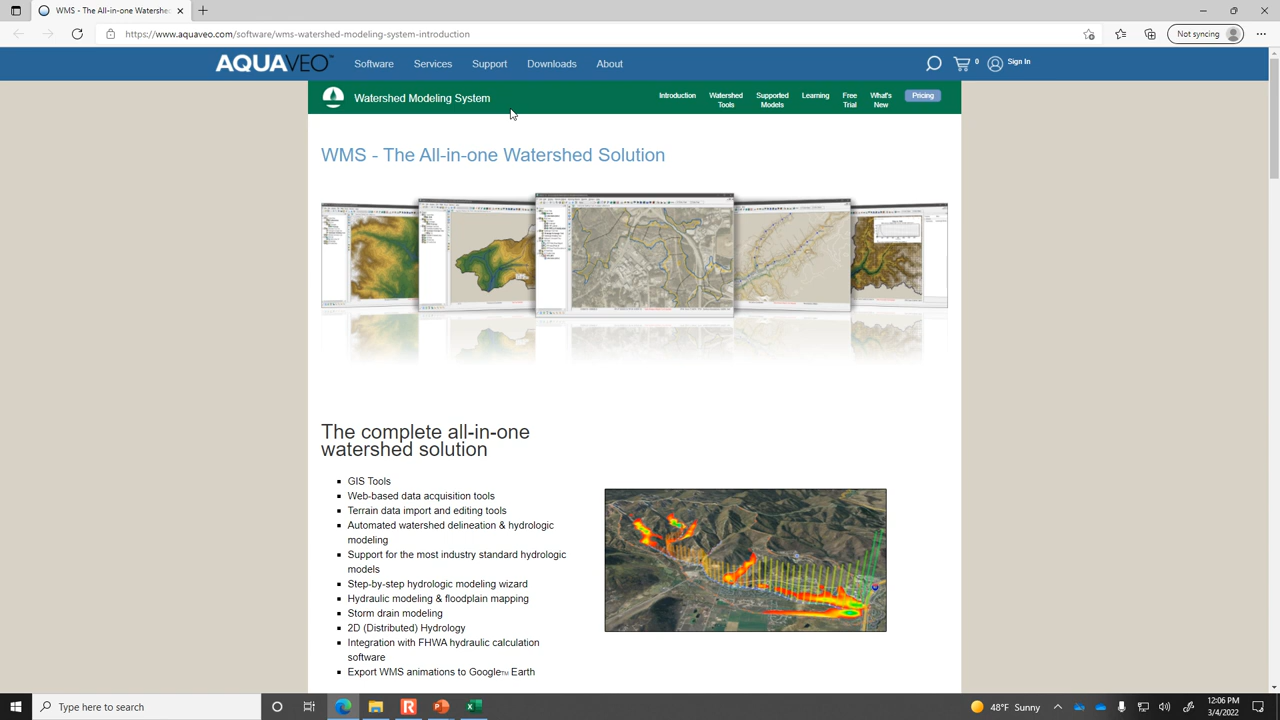 WMS - The All-in-one Watershed
https://www.aquaveo.com/software/wms-watershed-modeling-system-introduction
Not syncing
AQUAVEO™
Software
Services
Support
Downloads
About
0
Sign In
Watershed Modeling System
Introduction
Watershed
Tools
Supported
Models
Learning
Free
Trial
What's
New
Pricing
WMS - The All-in-one Watershed Solution
The complete all-in-one
watershed solution
GIS Tools
Web-based data acquisition tools
Terrain data import and editing tools
Automated watershed delineation & hydrologic
modeling
Support for the most industry standard hydrologic
models
Step-by-step hydrologic modeling wizard
Hydraulic modeling & floodplain mapping
Storm drain modeling
2D (Distributed) Hydrology
Integration with FHWA hydraulic calculation
software
Export WMS animations to Google™ Earth
Type here to search
48°F Sunny
12:06 PM
3/4/2022